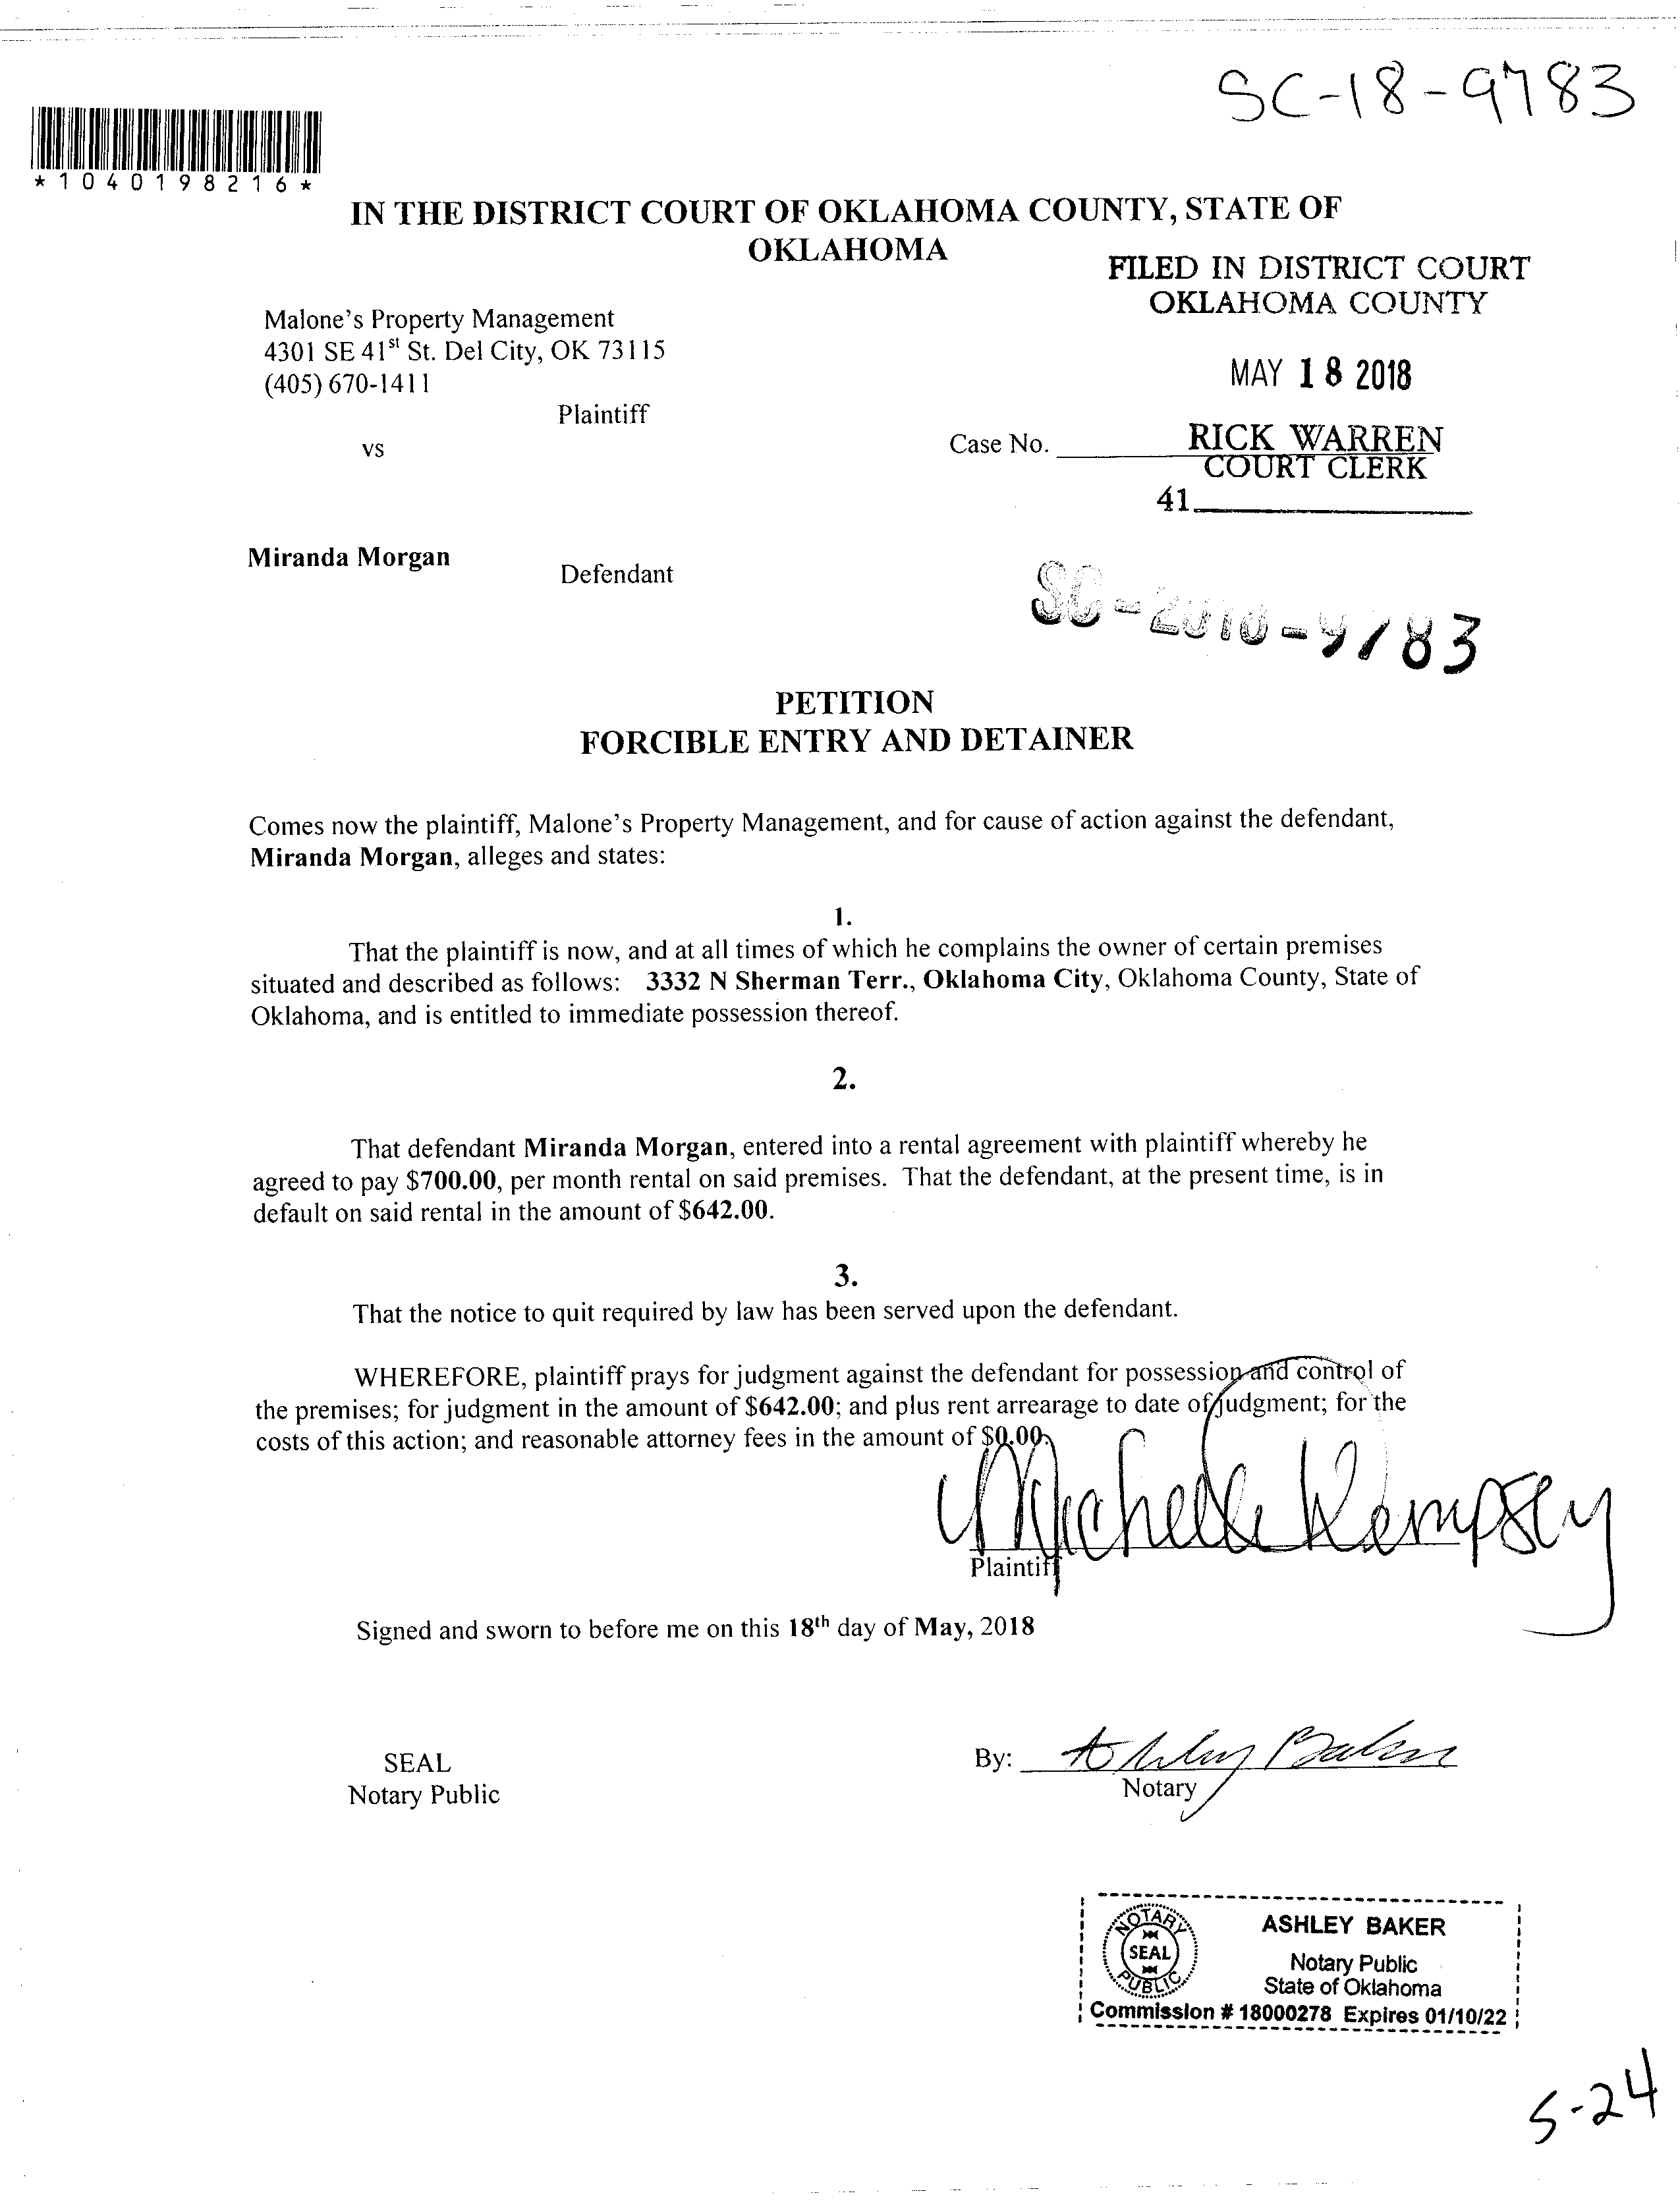 SC-18-9783
*1040198216*
IN THE DISTRICT COURT OF OKLAHOMA COUNTY, STATE OF
OKLAHOMA
FILED IN DISTRICT COURT
OKLAHOMA COUNTY
Malone's Property Management
4301 SE 41st St. Del City, OK 73115
(405) 670-1411
MAY 18 2018
Plaintiff
vs
Case No.
RICK WARREN
COURT CLERK
41
Miranda Morgan
Defendant
SC-2018-9783
PETITION
FORCIBLE ENTRY AND DETAINER
Comes now the plaintiff, Malone's Property Management, and for cause of action against the defendant,
Miranda Morgan, alleges and states:
1.
That the plaintiff is now, and at all times of which he complains the owner of certain premises
situated and described as follows: 3332 N Sherman Terr., Oklahoma City, Oklahoma County, State of
Oklahoma, and is entitled to immediate possession thereof.
2.
That defendant Miranda Morgan, entered into a rental agreement with plaintiff whereby he
agreed to pay $700.00, per month rental on said premises. That the defendant, at the present time, is in
default on said rental in the amount of $642.00.
3.
That the notice to quit required by law has been served upon the defendant.
WHEREFORE, plaintiff prays for judgment against the defendant for possession and control of
the premises; for judgment in the amount of $642.00; and plus rent arrearage to date of judgment; for the
costs of this action; and reasonable attorney fees in the amount of $0.00.
Michelle Kempsey
Plaintiff
Signed and sworn to before me on this 18th day of May, 2018
SEAL
Notary Public
By: Ashley Baker
Notary
NOTARY
SEAL
PUBLIC
ASHLEY BAKER
Notary Public
State of Oklahoma
Commission # 18000278 Expires 01/10/22
5-24